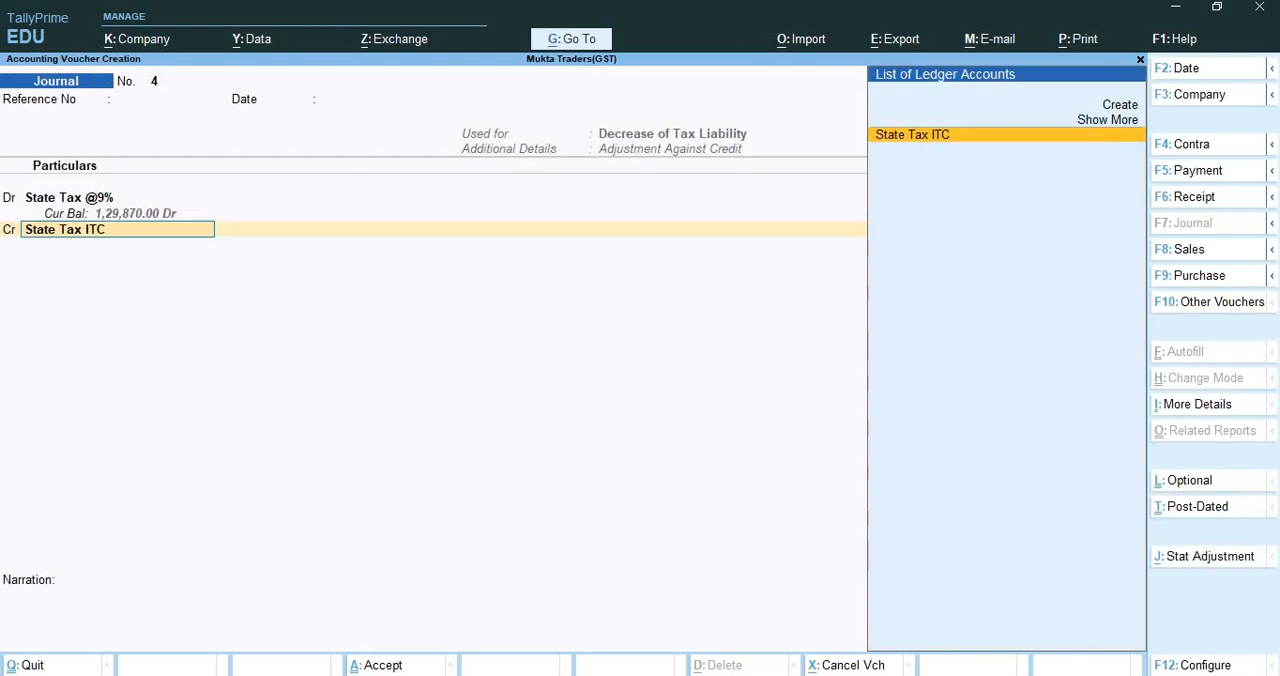 TallyPrime
EDU
MANAGE
K: Company
Y: Data
Z: Exchange
G: Go To
O: Import
E: Export
M: E-mail
P: Print
F1: Help
Accounting Voucher Creation
Mukta Traders(GST)
Journal No. 4
Reference No :
Date :
Used for : Decrease of Tax Liability
Additional Details : Adjustment Against Credit
Particulars
Dr State Tax @9%
Cur Bal: 1,29,870.00 Dr
Cr State Tax ITC
Narration:
List of Ledger Accounts
Create
Show More
State Tax ITC
F2: Date
F3: Company
F4: Contra
F5: Payment
F6: Receipt
F7: Journal
F8: Sales
F9: Purchase
F10: Other Vouchers
F: Autofill
H: Change Mode
I: More Details
O: Related Reports
L: Optional
T: Post-Dated
J: Stat Adjustment
Q: Quit
A: Accept
D: Delete
X: Cancel Vch
F12: Configure